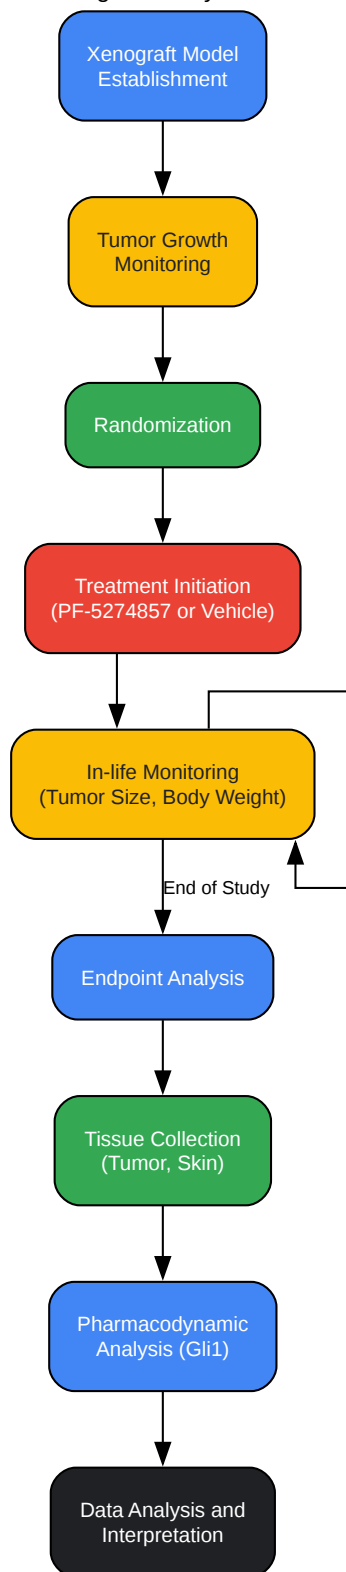 Xenograft Model
Establishment
Tumor Growth
Monitoring
Randomization
Treatment Initiation
(PF-5274857 or Vehicle)
In-life Monitoring
(Tumor Size, Body Weight)
End of Study
Endpoint Analysis
Tissue Collection
(Tumor, Skin)
Pharmacodynamic
Analysis (Gli1)
Data Analysis and
Interpretation